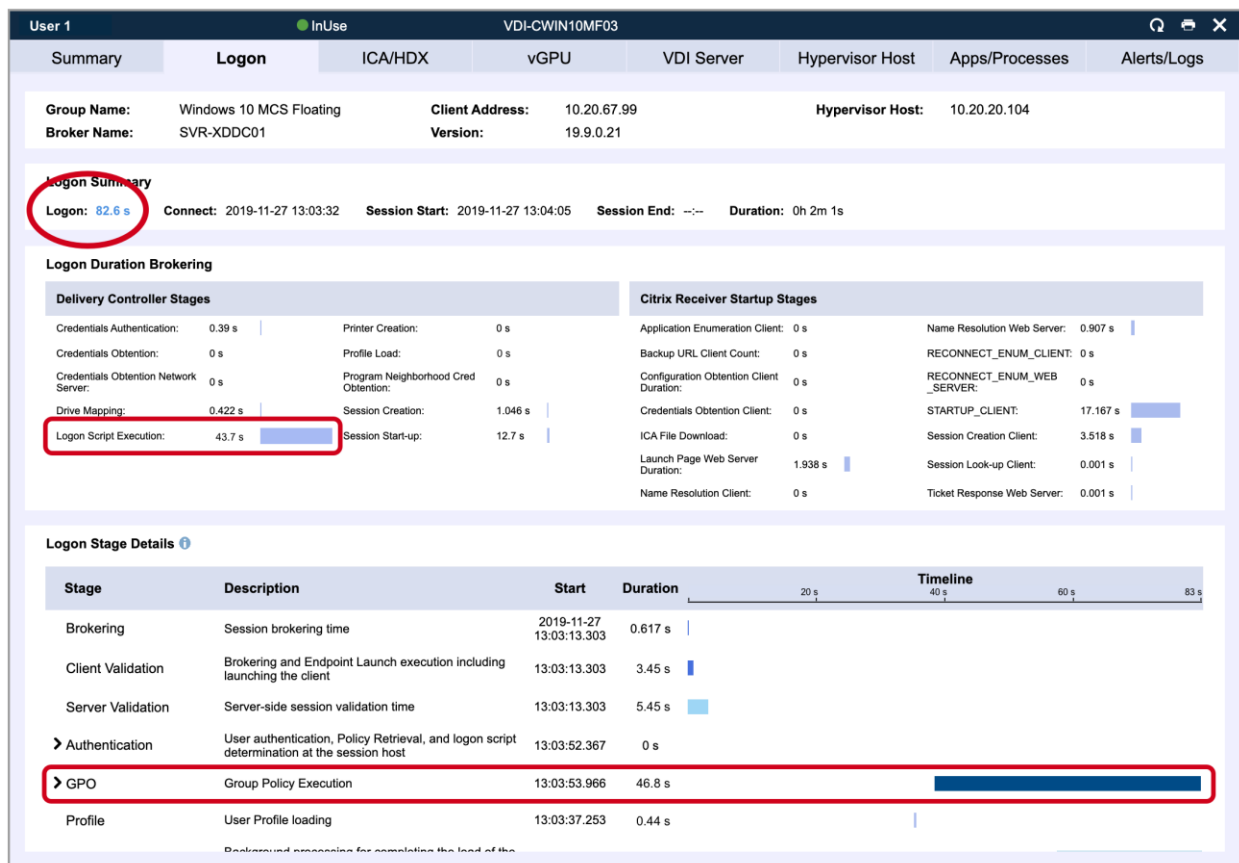 User 1 InUse VDI-CWIN10MF03
Summary Logon ICA/HDX vGPU VDI Server Hypervisor Host Apps/Processes Alerts/Logs
Group Name: Windows 10 MCS Floating Client Address: 10.20.67.99 Hypervisor Host: 10.20.20.104
Broker Name: SVR-XDDC01 Version: 19.9.0.21
Logon Summary
Logon: 82.6 s Connect: 2019-11-27 13:03:32 Session Start: 2019-11-27 13:04:05 Session End: --:-- Duration: 0h 2m 1s
Logon Duration Brokering
Delivery Controller Stages
Credentials Authentication: 0.39 s Printer Creation: 0 s
Credentials Obtention: 0 s Profile Load: 0 s
Credentials Obtention Network
Server: 0 s Program Neighborhood Cred
Obtention: 0 s
Drive Mapping: 0.422 s Session Creation: 1.046 s
Logon Script Execution: 43.7 s Session Start-up: 12.7 s
Citrix Receiver Startup Stages
Application Enumeration Client: 0 s Name Resolution Web Server: 0.907 s
Backup URL Client Count: 0 s RECONNECT_ENUM_CLIENT: 0 s
Configuration Obtention Client
Duration: 0 s RECONNECT_ENUM_WEB
_SERVER: 0 s
Credentials Obtention Client: 0 s STARTUP_CLIENT: 17.167 s
ICA File Download: 0 s Session Creation Client: 3.518 s
Launch Page Web Server
Duration: 1.938 s Session Look-up Client: 0.001 s
Name Resolution Client: 0 s Ticket Response Web Server: 0.001 s
Logon Stage Details
Stage Description Start Duration Timeline
20 s 40 s 60 s 83 s
Brokering Session brokering time 2019-11-27
13:03:13.303 0.617 s
Client Validation Brokering and Endpoint Launch execution including
launching the client 13:03:13.303 3.45 s
Server Validation Server-side session validation time 13:03:13.303 5.45 s
Authentication User authentication, Policy Retrieval, and logon script
determination at the session host 13:03:52.367 0 s
GPO Group Policy Execution 13:03:53.966 46.8 s
Profile User Profile loading 13:03:37.253 0.44 s
Background processing for completing the load of the